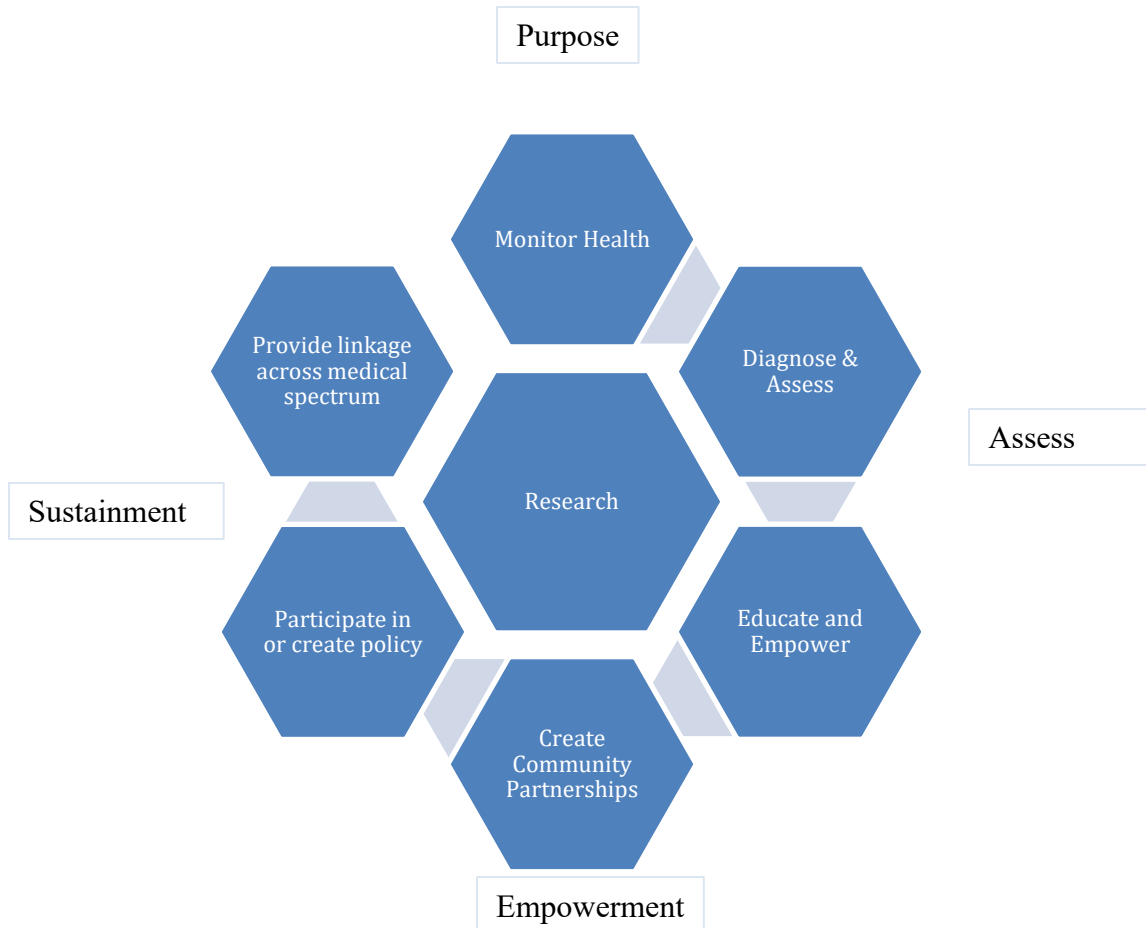 Purpose
Monitor Health
Provide linkage
across medical
spectrum
Diagnose &
Assess
Assess
Research
Sustainment
Participate in
or create policy
Educate and
Empower
Create
Community
Partnerships
Empowerment